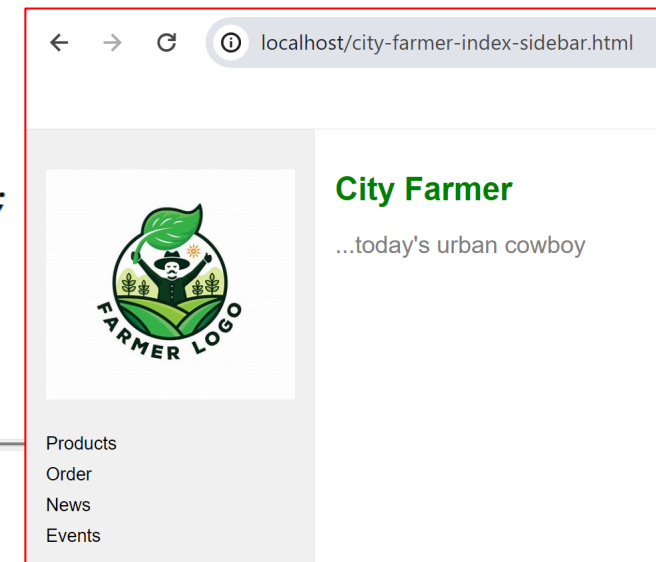 localhost/city-farmer-index-sidebar.html
City Farmer
...today's urban cowboy
FARMER LOGO
Products
Order
News
Events